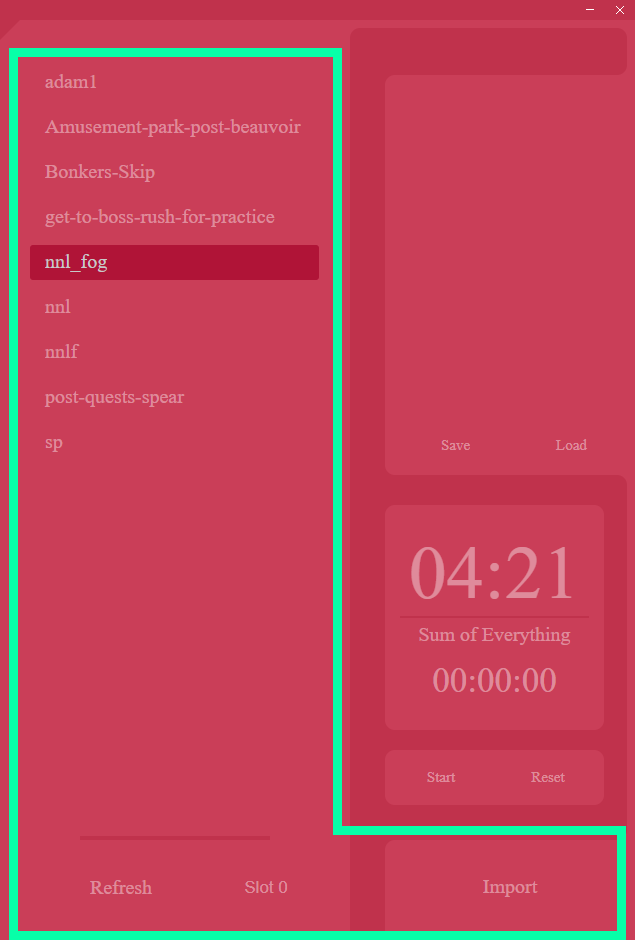 adam1
Amusement-park-post-beauvoir
Bonkers-Skip
get-to-boss-rush-for-practice
nnl_fog
nnl
nnlf
post-quests-spear
sp
Refresh
Slot 0
Save
Load
04:21
Sum of Everything
00:00:00
Start
Reset
Import